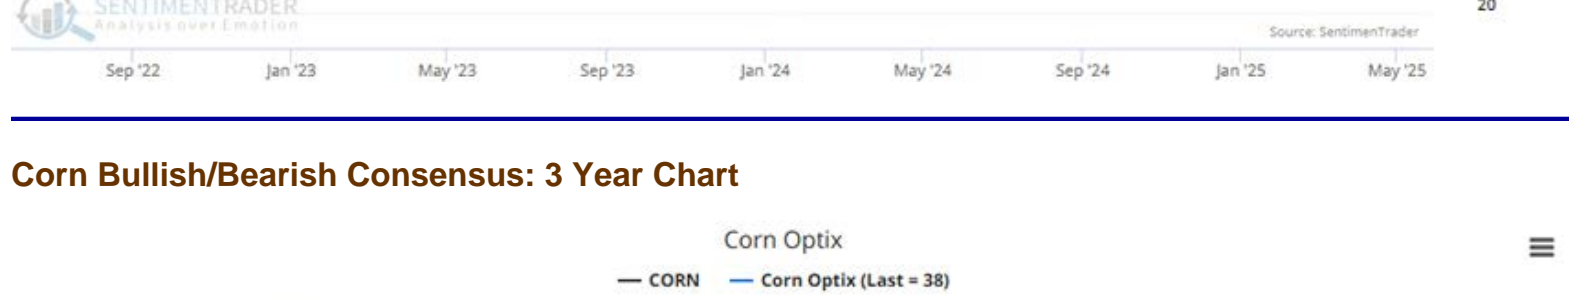 SENTIMENTRADER
20
Analysis over Emotion
Source: SentimenTrader
Sep '22 Jan '23 May '23 Sep '23 Jan '24 May '24 Sep '24 Jan '25 May '25
Corn Bullish/Bearish Consensus: 3 Year Chart
Corn Optix
CORN Corn Optix (Last = 38)